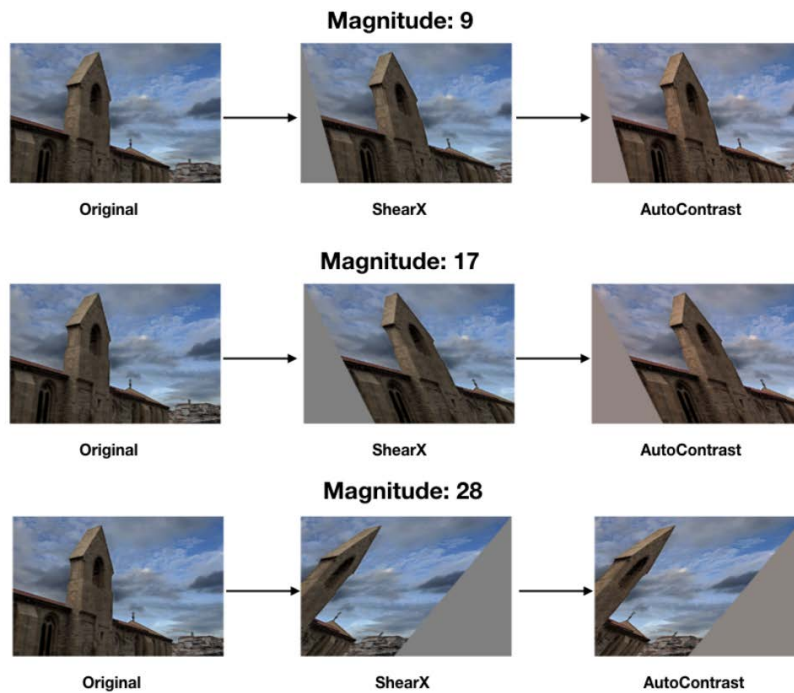 Magnitude: 9
Original ShearX AutoContrast
Magnitude: 17
Original ShearX AutoContrast
Magnitude: 28
Original ShearX AutoContrast